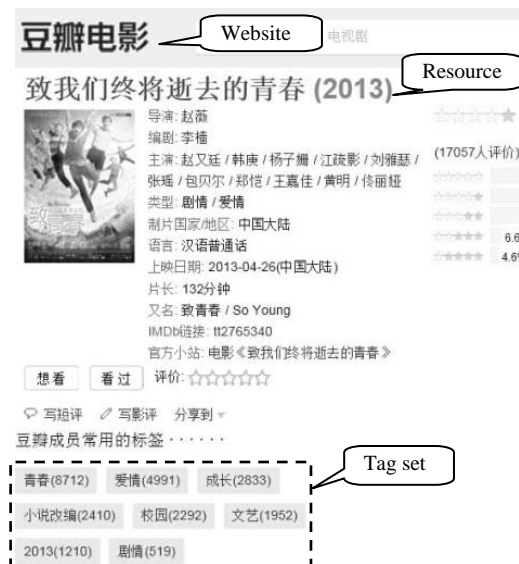 豆瓣电影
Website
电视剧
Resource
致我们终将逝去的青春 (2013)
导演: 赵薇
编剧: 李樯
主演: 赵又廷 / 韩庚 / 杨子姗 / 江疏影 / 刘雅瑟 /
张瑶 / 包贝尔 / 郑恺 / 王嘉佳 / 黄明 / 佟丽娅
类型: 剧情 / 爱情
制片国家/地区: 中国大陆
语言: 汉语普通话
上映日期: 2013-04-26(中国大陆)
片长: 132分钟
又名: 致青春 / So Young
IMDb链接: tt2765340
官方小站: 电影《致我们终将逝去的青春》
(17057人评价)
6.6
4.6%
致青春
想看 看过 评价:
写短评 写影评 分享到
豆瓣成员常用的标签 · · · · · ·
Tag set
青春(8712) 爱情(4991) 成长(2833)
小说改编(2410) 校园(2292) 文艺(1952)
2013(1210) 剧情(519)